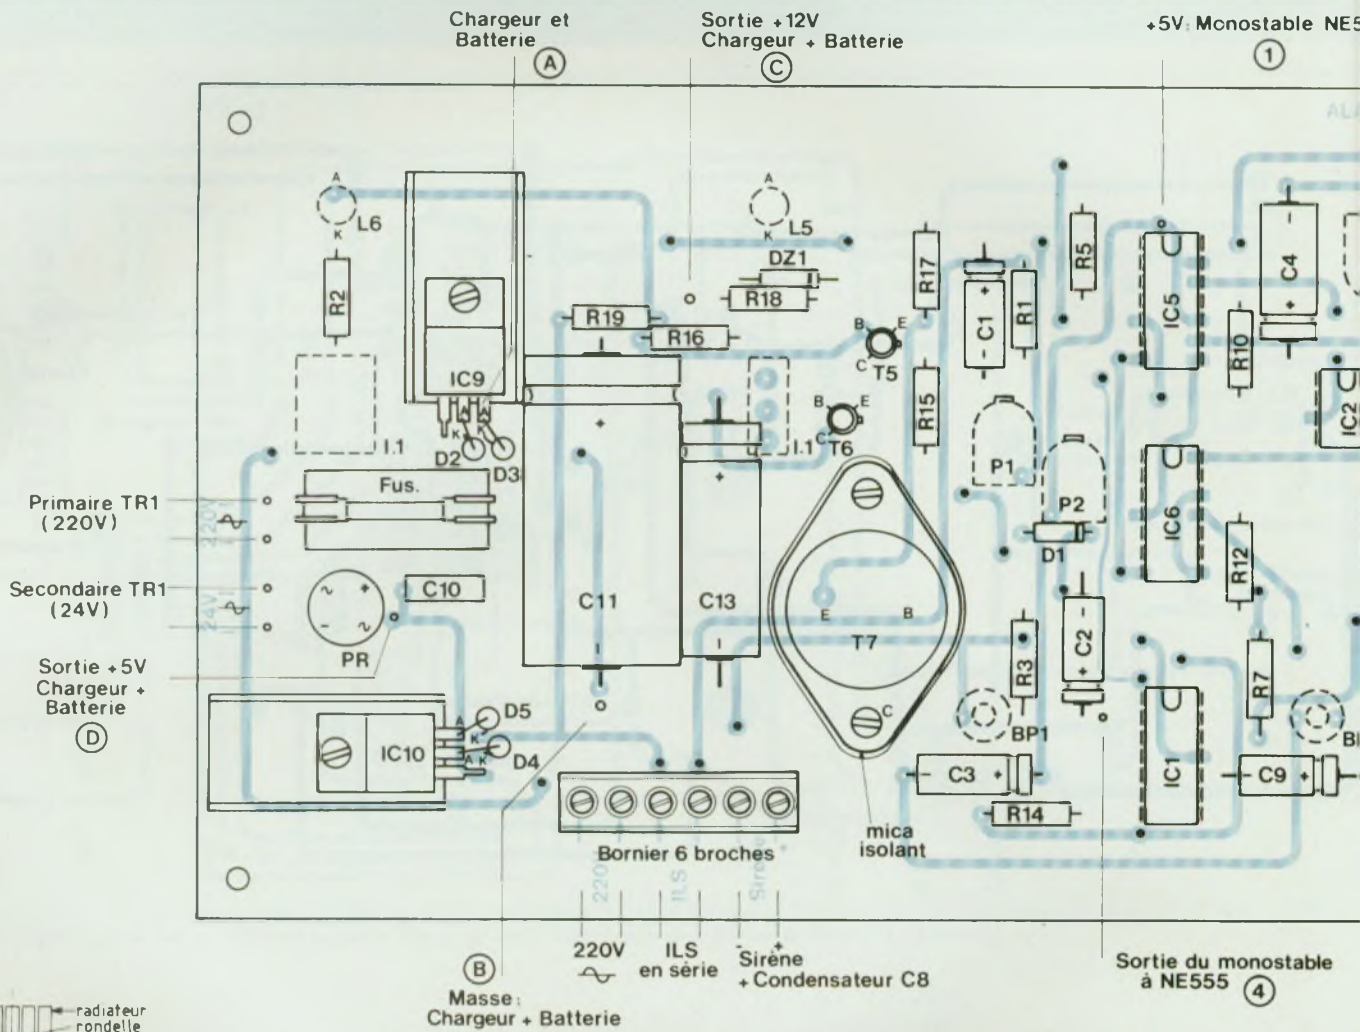 Chargeur et
Batterie
A
Sortie +12V
Chargeur + Batterie
C
+5V: Monostable NE5
1
ALA
A
L6
K
R2
A
L5
K
DZ1
R18
R19
R16
R17
R15
C1
+
-
R1
R5
IC5
C4
-
+
R10
IC2
B
E
C
T5
B
E
C
T6
IC9
A
A
K
K
D2
D3
I.1
I.1
Fus.
P1
P2
D1
IC6
R12
Primaire TR1
(220V)
220V
Secondaire TR1
(24V)
24V
~
+
-
~
PR
C10
+
C11
-
+
C13
-
E
B
T7
C
R3
C2
-
+
R7
Sortie +5V
Chargeur +
Batterie
D
IC10
A
K
A
K
D5
D4
BP1
- C3 +
R14
IC1
- C9 +
mica
isolant
Bornier 6 broches
220V
ILS
Sirène
+
220V
ILS
en série
- +
Sirène
+ Condensateur C8
B
Masse:
Chargeur + Batterie
Sortie du monostable
à NE555
4
radiateur
rondelle